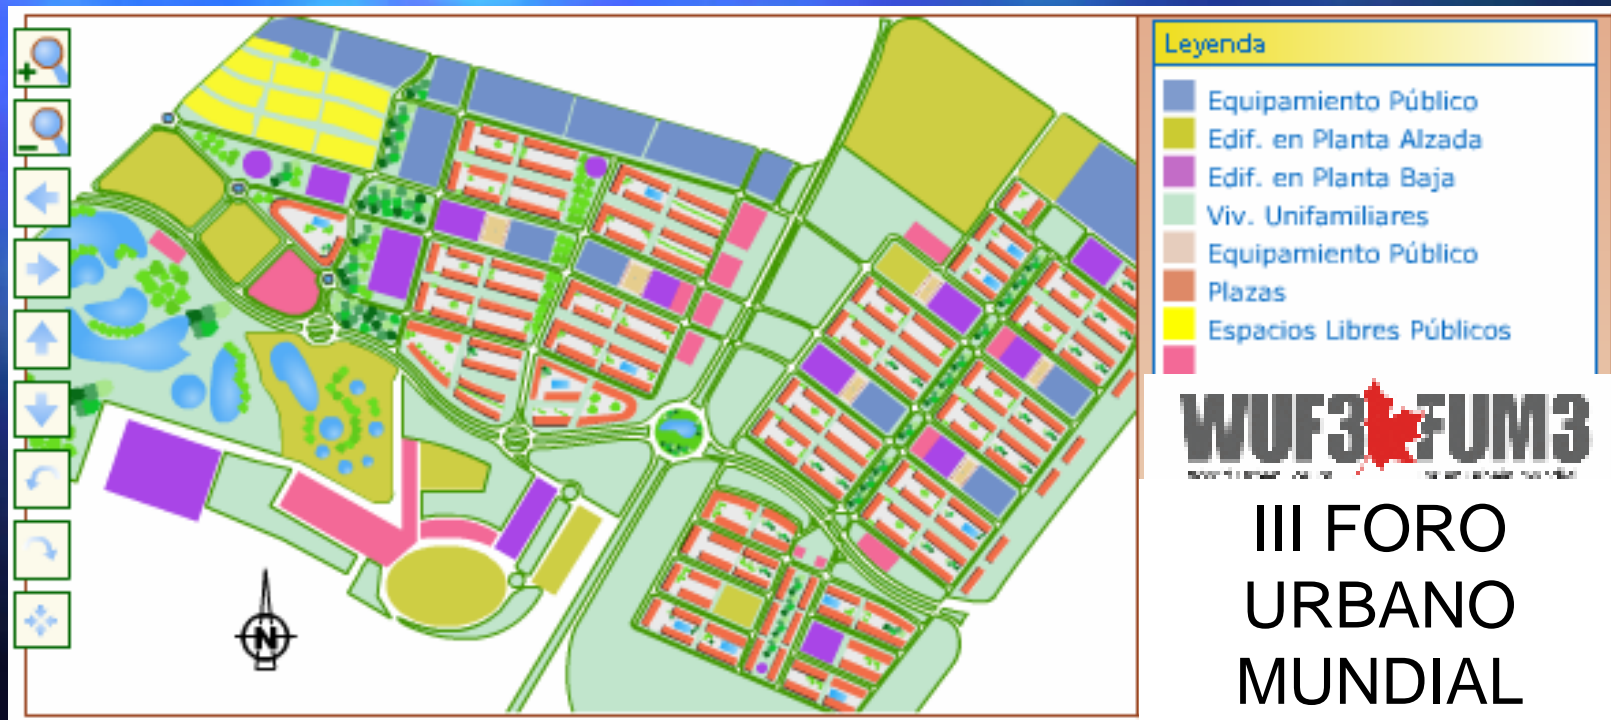 Leyenda
Equipamiento Público
Edif. en Planta Alzada
Edif. en Planta Baja
Viv. Unifamiliares
Equipamiento Público
Plazas
Espacios Libres Públicos
WUF3 FUM3
III FORO
URBANO
MUNDIAL
N